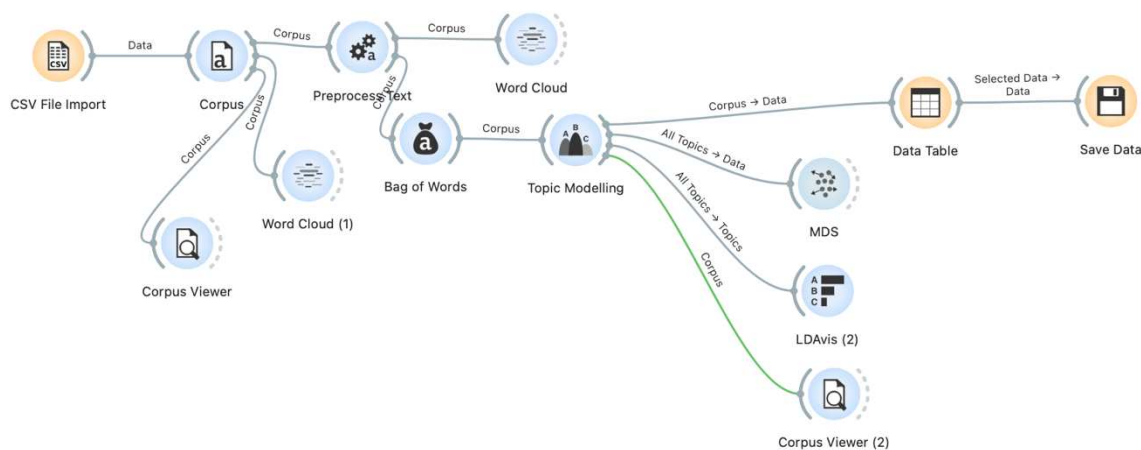 Data
CSV File Import
CSV
a
Corpus
Corpus
Corpus
Corpus
Corpus Viewer
Word Cloud (1)
a
Preprocess Text
Corpus
Word Cloud
Corpus
a
Bag of Words
Corpus
A B C
Topic Modelling
Corpus → Data
Data Table
Selected Data →
Data
Save Data
All Topics → Data
MDS
All Topics → Topics
A
B
C
LDAvis (2)
Corpus
Corpus Viewer (2)